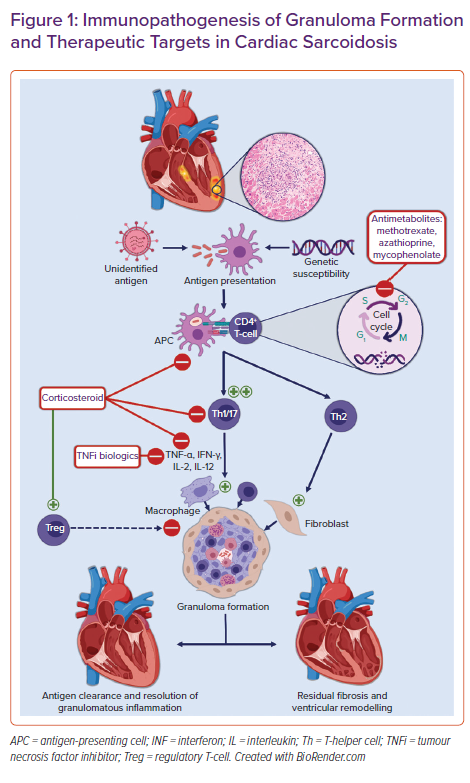 Figure 1: Immunopathogenesis of Granuloma Formation
and Therapeutic Targets in Cardiac Sarcoidosis
Antimetabolites:
methotrexate,
azathioprine,
mycophenolate
Unidentified
antigen
Antigen presentation
Genetic
susceptibility
APC
CD4⁺
T-cell
S
G₂
Cell
cycle
G₁
M
Corticosteroid
Th1/17
Th2
TNFi biologics
TNF-α, IFN-γ,
IL-2, IL-12
Macrophage
Fibroblast
Treg
Granuloma formation
Antigen clearance and resolution of
granulomatous inflammation
Residual fibrosis and
ventricular remodelling
APC = antigen-presenting cell; INF = interferon; IL = interleukin; Th = T-helper cell; TNFi = tumour
necrosis factor inhibitor; Treg = regulatory T-cell. Created with BioRender.com